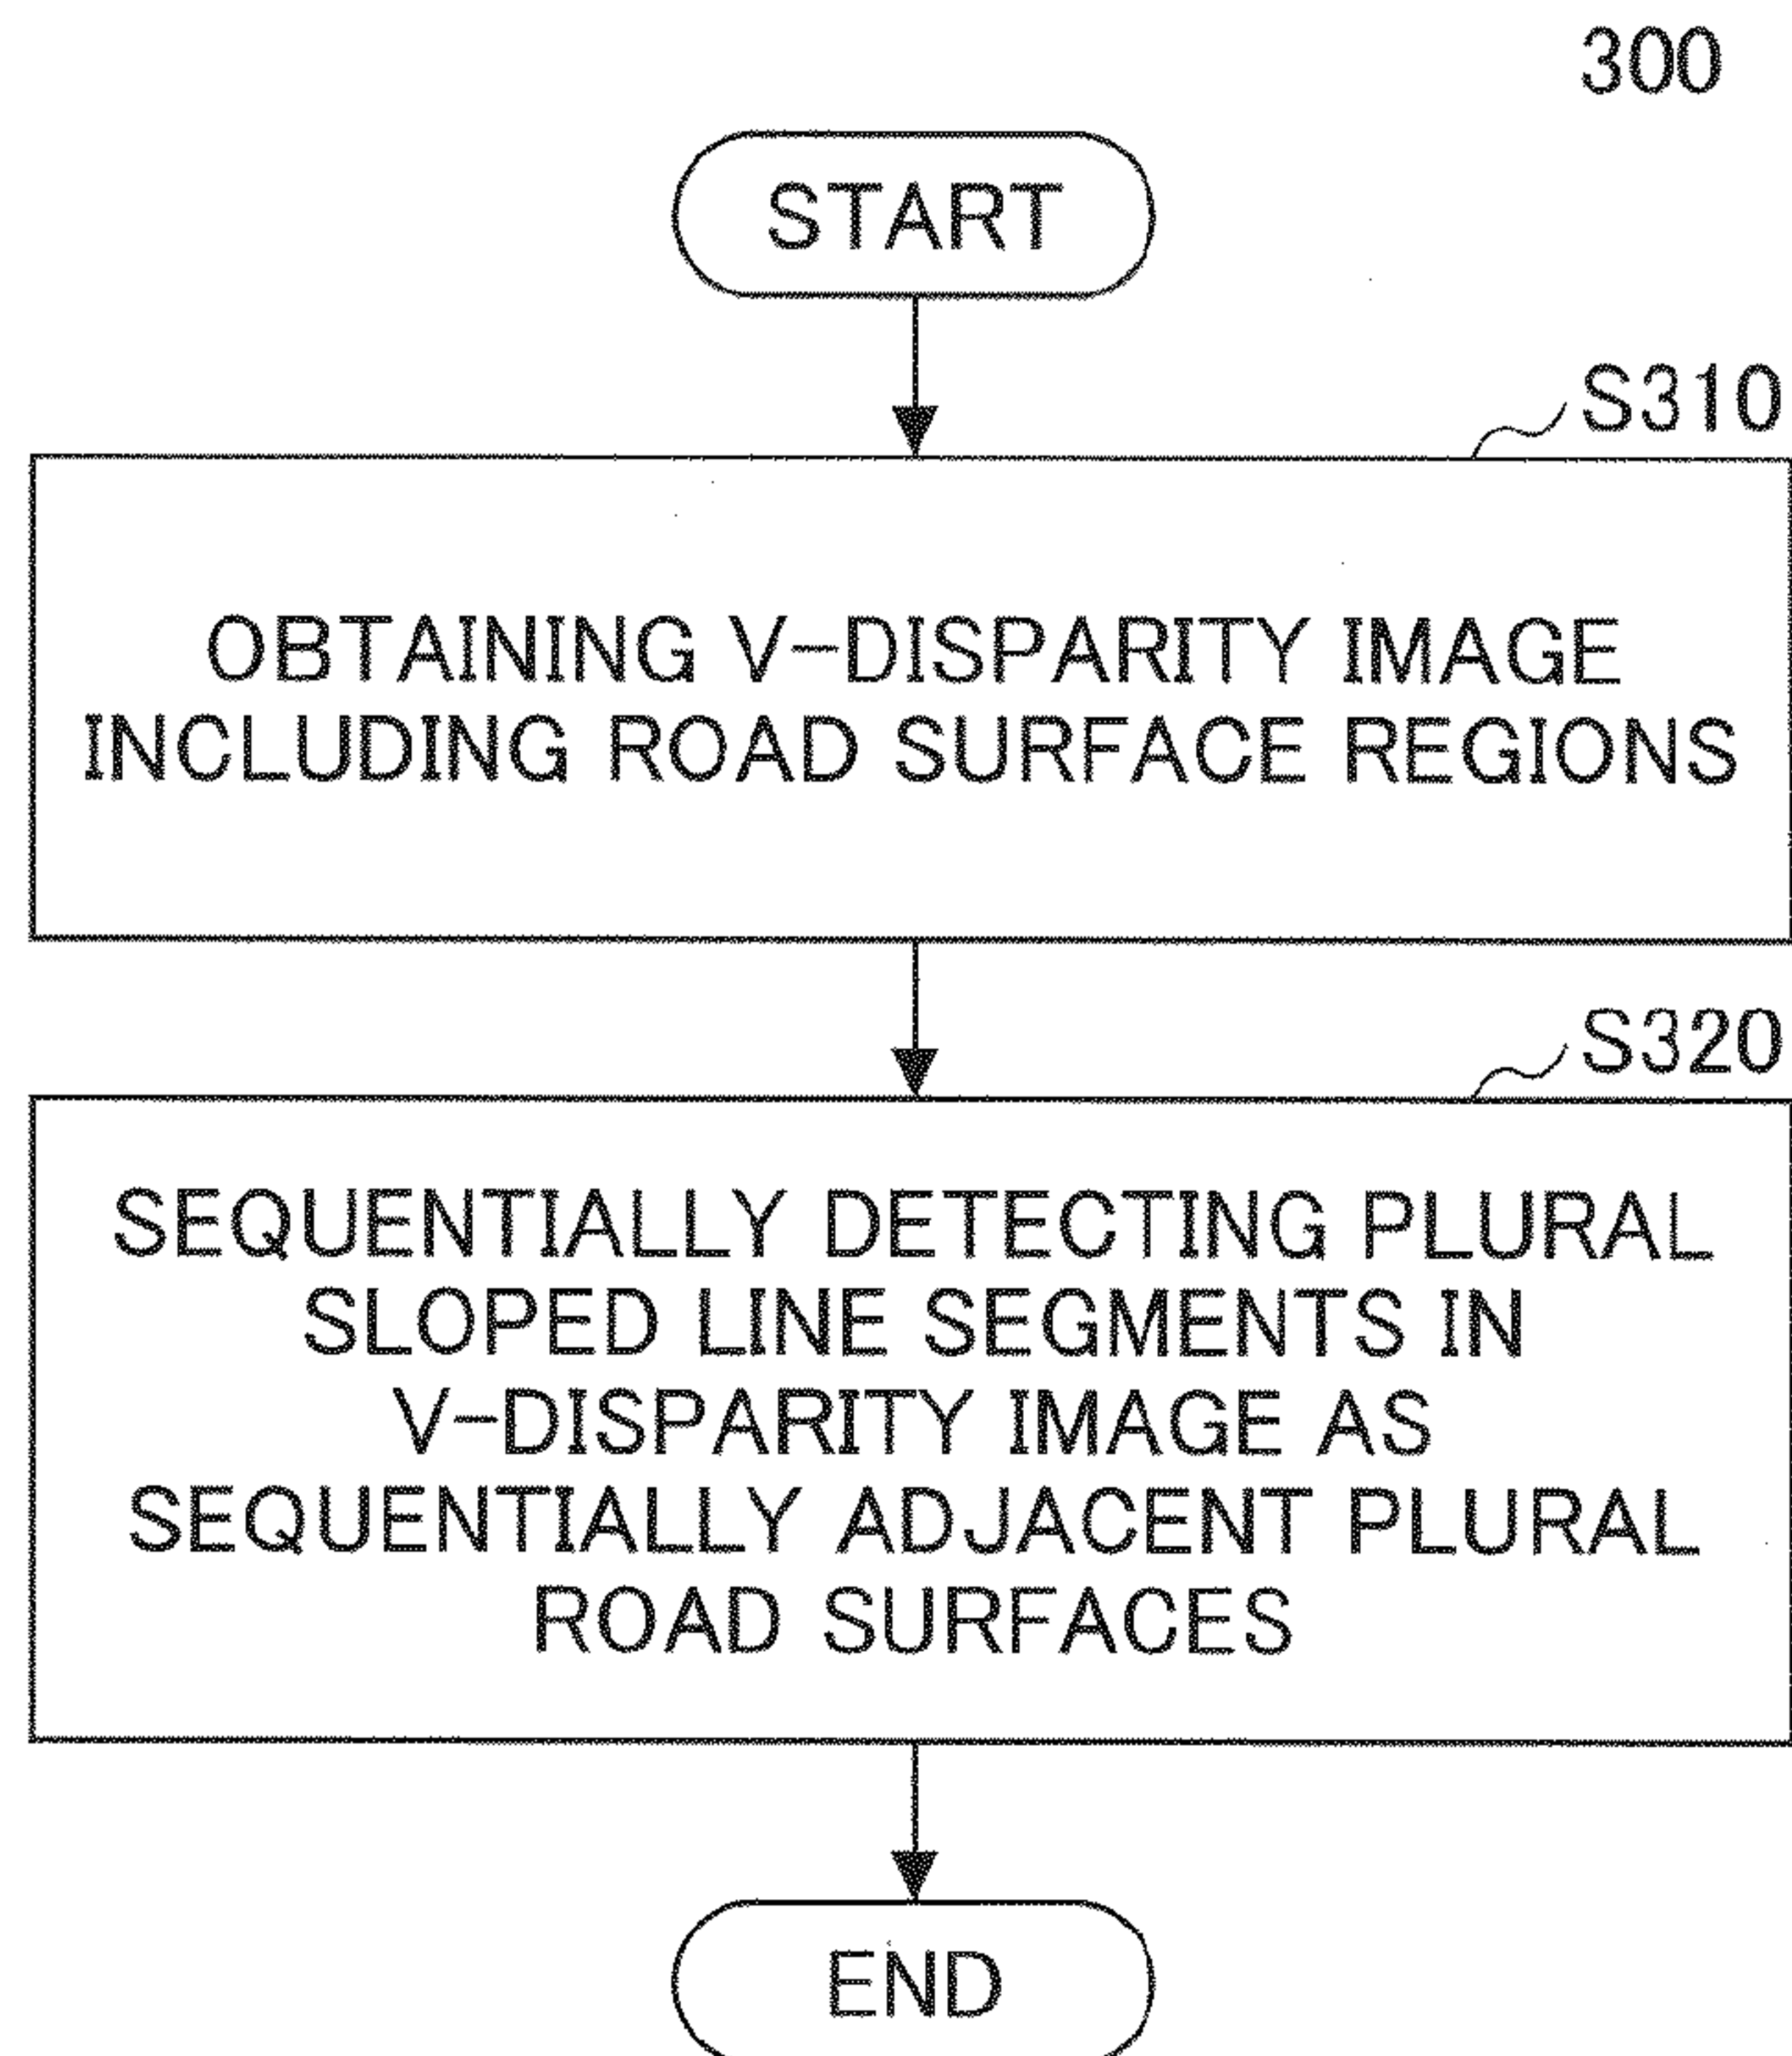 300
START
S310
OBTAINING V-DISPARITY IMAGE
INCLUDING ROAD SURFACE REGIONS
S320
SEQUENTIALLY DETECTING PLURAL
SLOPED LINE SEGMENTS IN
V-DISPARITY IMAGE AS
SEQUENTIALLY ADJACENT PLURAL
ROAD SURFACES
END